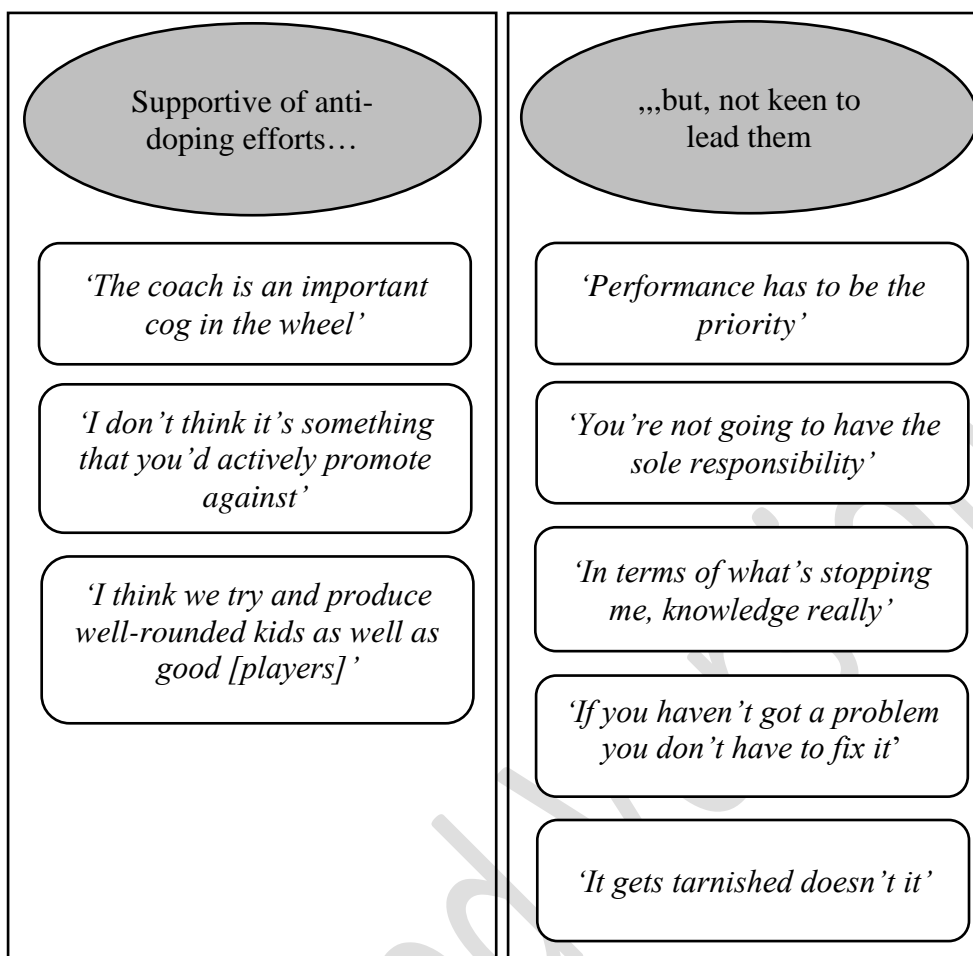 Supportive of anti-
doping efforts…
‘The coach is an important
cog in the wheel’
‘I don’t think it’s something
that you’d actively promote
against’
‘I think we try and produce
well-rounded kids as well as
good [players]’
,,,but, not keen to
lead them
‘Performance has to be the
priority’
‘You’re not going to have the
sole responsibility’
‘In terms of what’s stopping
me, knowledge really’
‘If you haven’t got a problem
you don’t have to fix it’
‘It gets tarnished doesn’t it’